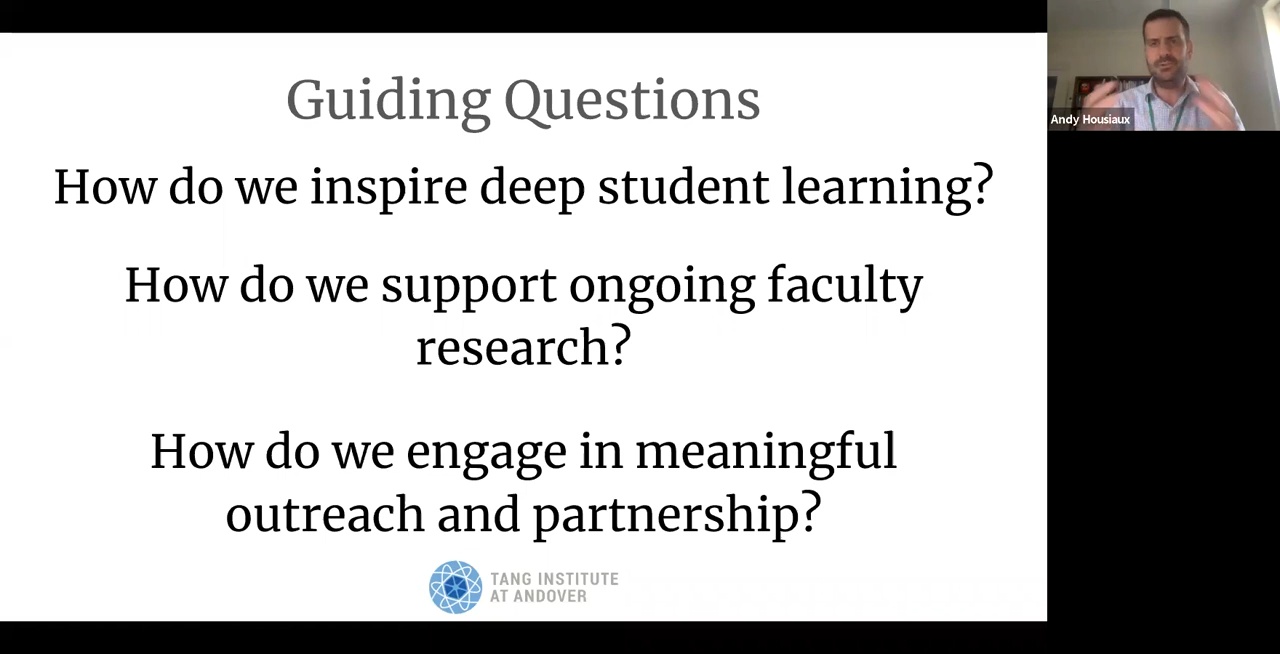 Guiding Questions
How do we inspire deep student learning?
How do we support ongoing faculty
research?
How do we engage in meaningful
outreach and partnership?
TANG INSTITUTE
AT ANDOVER
Andy Housiaux